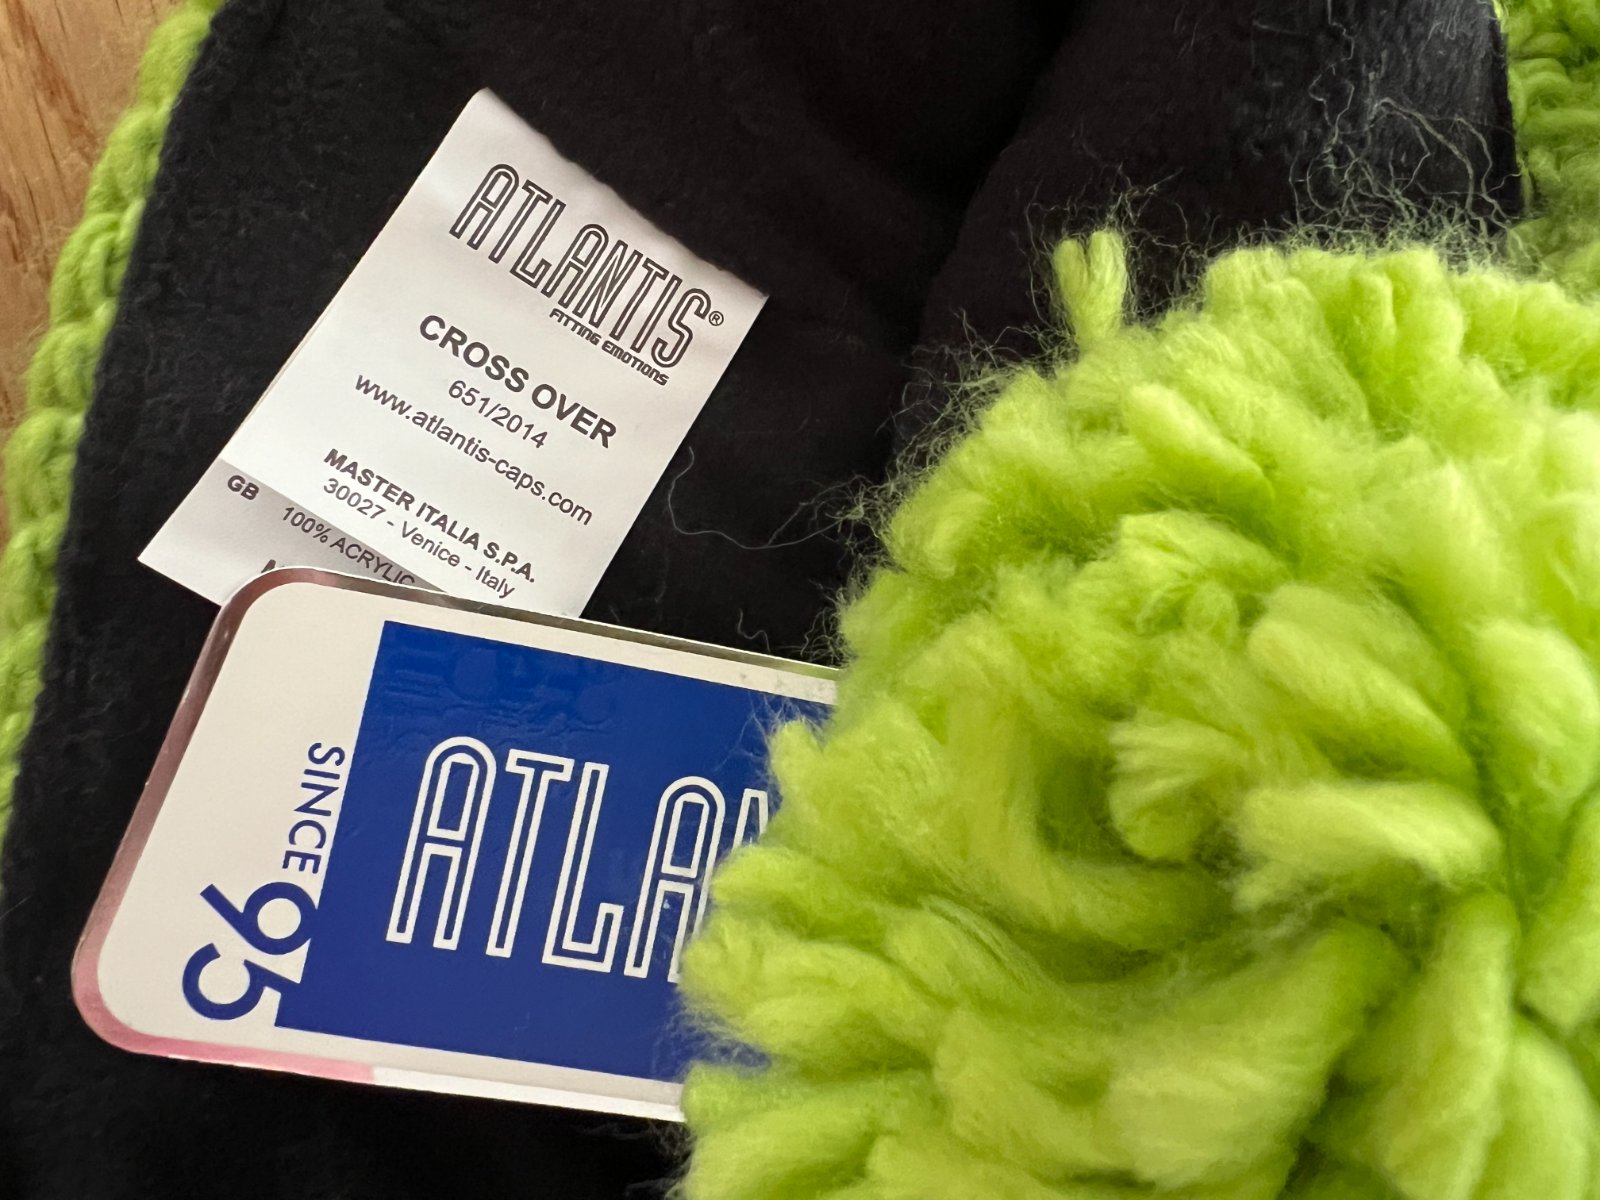 ATLANTIS®
FITTING EMOTIONS
CROSS OVER
651/2014
www.atlantis-caps.com
MASTER ITALIA S.P.A.
30027 - Venice - Italy
GB
100% ACRYLIC
SINCE 95
ATLA